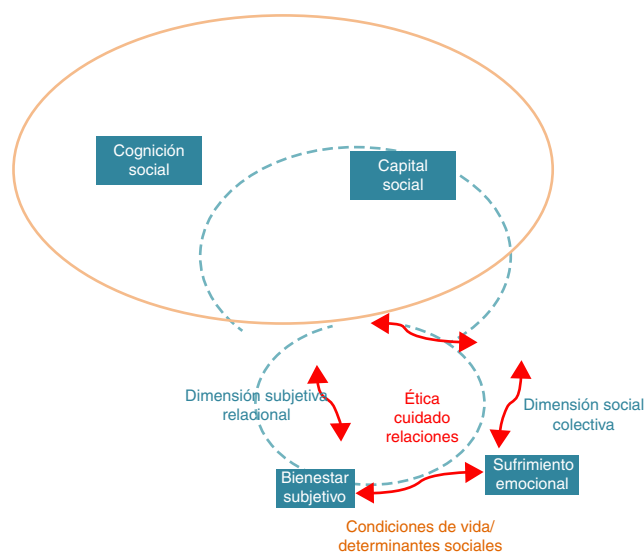 Cognición
social
Capital
social
Dimensión subjetiva
relacional
Ética
cuidado
relaciones
Dimensión social
colectiva
Bienestar
subjetivo
Sufrimiento
emocional
Condiciones de vida/
determinantes sociales